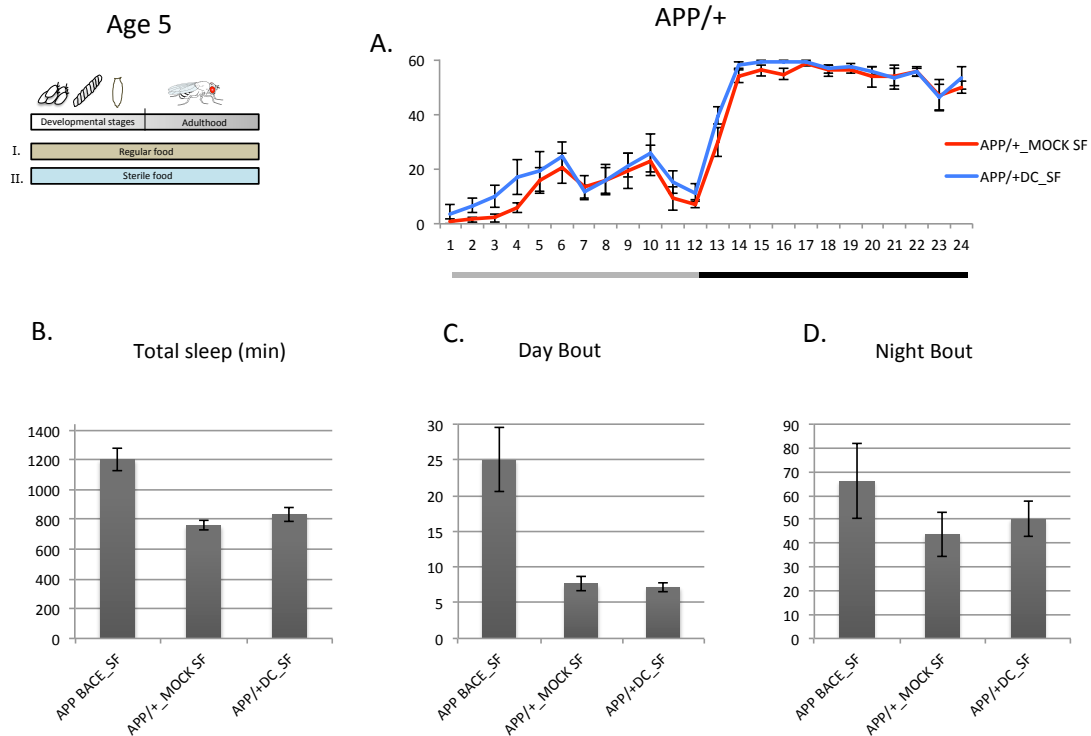 Age 5
Developmental stages Adulthood
I. Regular food
II. Sterile food
A. APP/+
60
40
20
0
1 2 3 4 5 6 7 8 9 10 11 12 13 14 15 16 17 18 19 20 21 22 23 24
APP/+_MOCK SF
APP/+DC_SF
B. Total sleep (min)
1400
1200
1000
800
600
400
200
0
APP BACE_SF
APP/+_MOCK SF
APP/+DC_SF
C. Day Bout
30
25
20
15
10
5
0
APP BACE_SF
APP/+_MOCK SF
APP/+DC_SF
D. Night Bout
90
80
70
60
50
40
30
20
10
0
APP BACE_SF
APP/+_MOCK SF
APP/+DC_SF